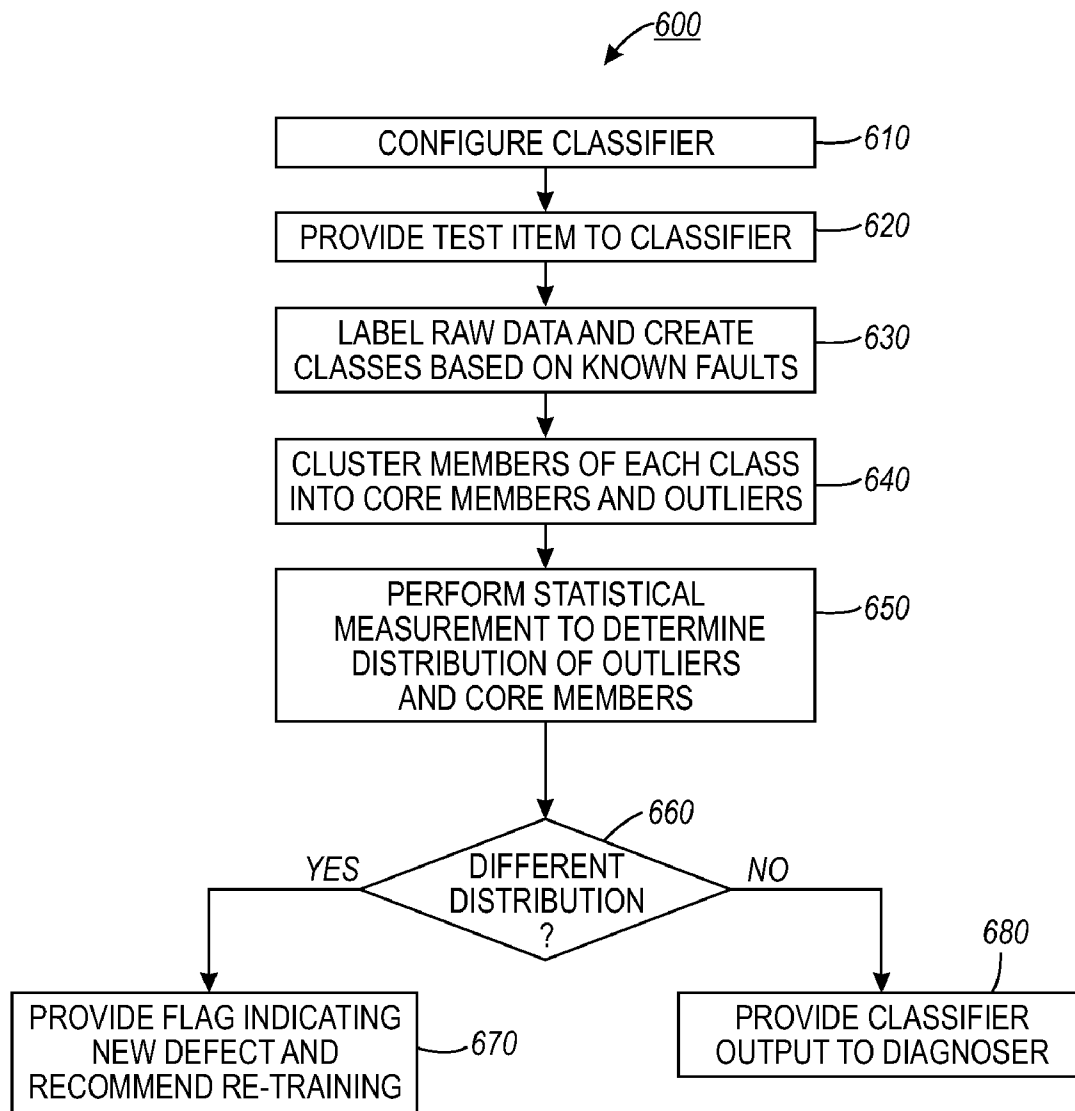 600
CONFIGURE CLASSIFIER
610
PROVIDE TEST ITEM TO CLASSIFIER
620
LABEL RAW DATA AND CREATE
CLASSES BASED ON KNOWN FAULTS
630
CLUSTER MEMBERS OF EACH CLASS
INTO CORE MEMBERS AND OUTLIERS
640
PERFORM STATISTICAL
MEASUREMENT TO DETERMINE
DISTRIBUTION OF OUTLIERS
AND CORE MEMBERS
650
660
DIFFERENT
DISTRIBUTION
?
YES
NO
PROVIDE FLAG INDICATING
NEW DEFECT AND
RECOMMEND RE-TRAINING
670
680
PROVIDE CLASSIFIER
OUTPUT TO DIAGNOSER